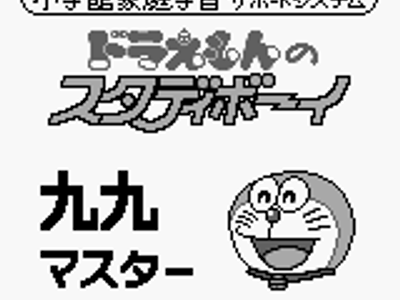 小学館家庭学習サポートシステム
ドラえもんの
スタディボーイ
九九
マスター